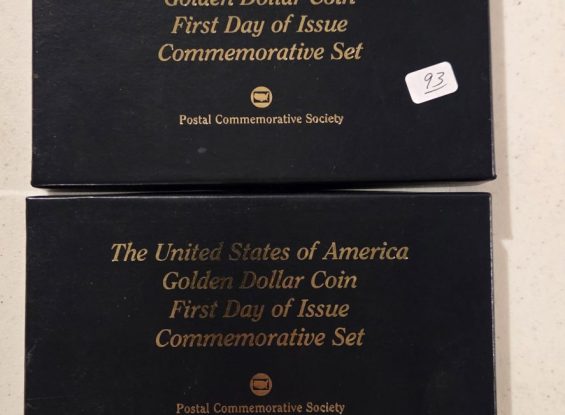 Golden Dollar Coin
First Day of Issue
Commemorative Set
93
Postal Commemorative Society
The United States of America
Golden Dollar Coin
First Day of Issue
Commemorative Set
Postal Commemorative Society